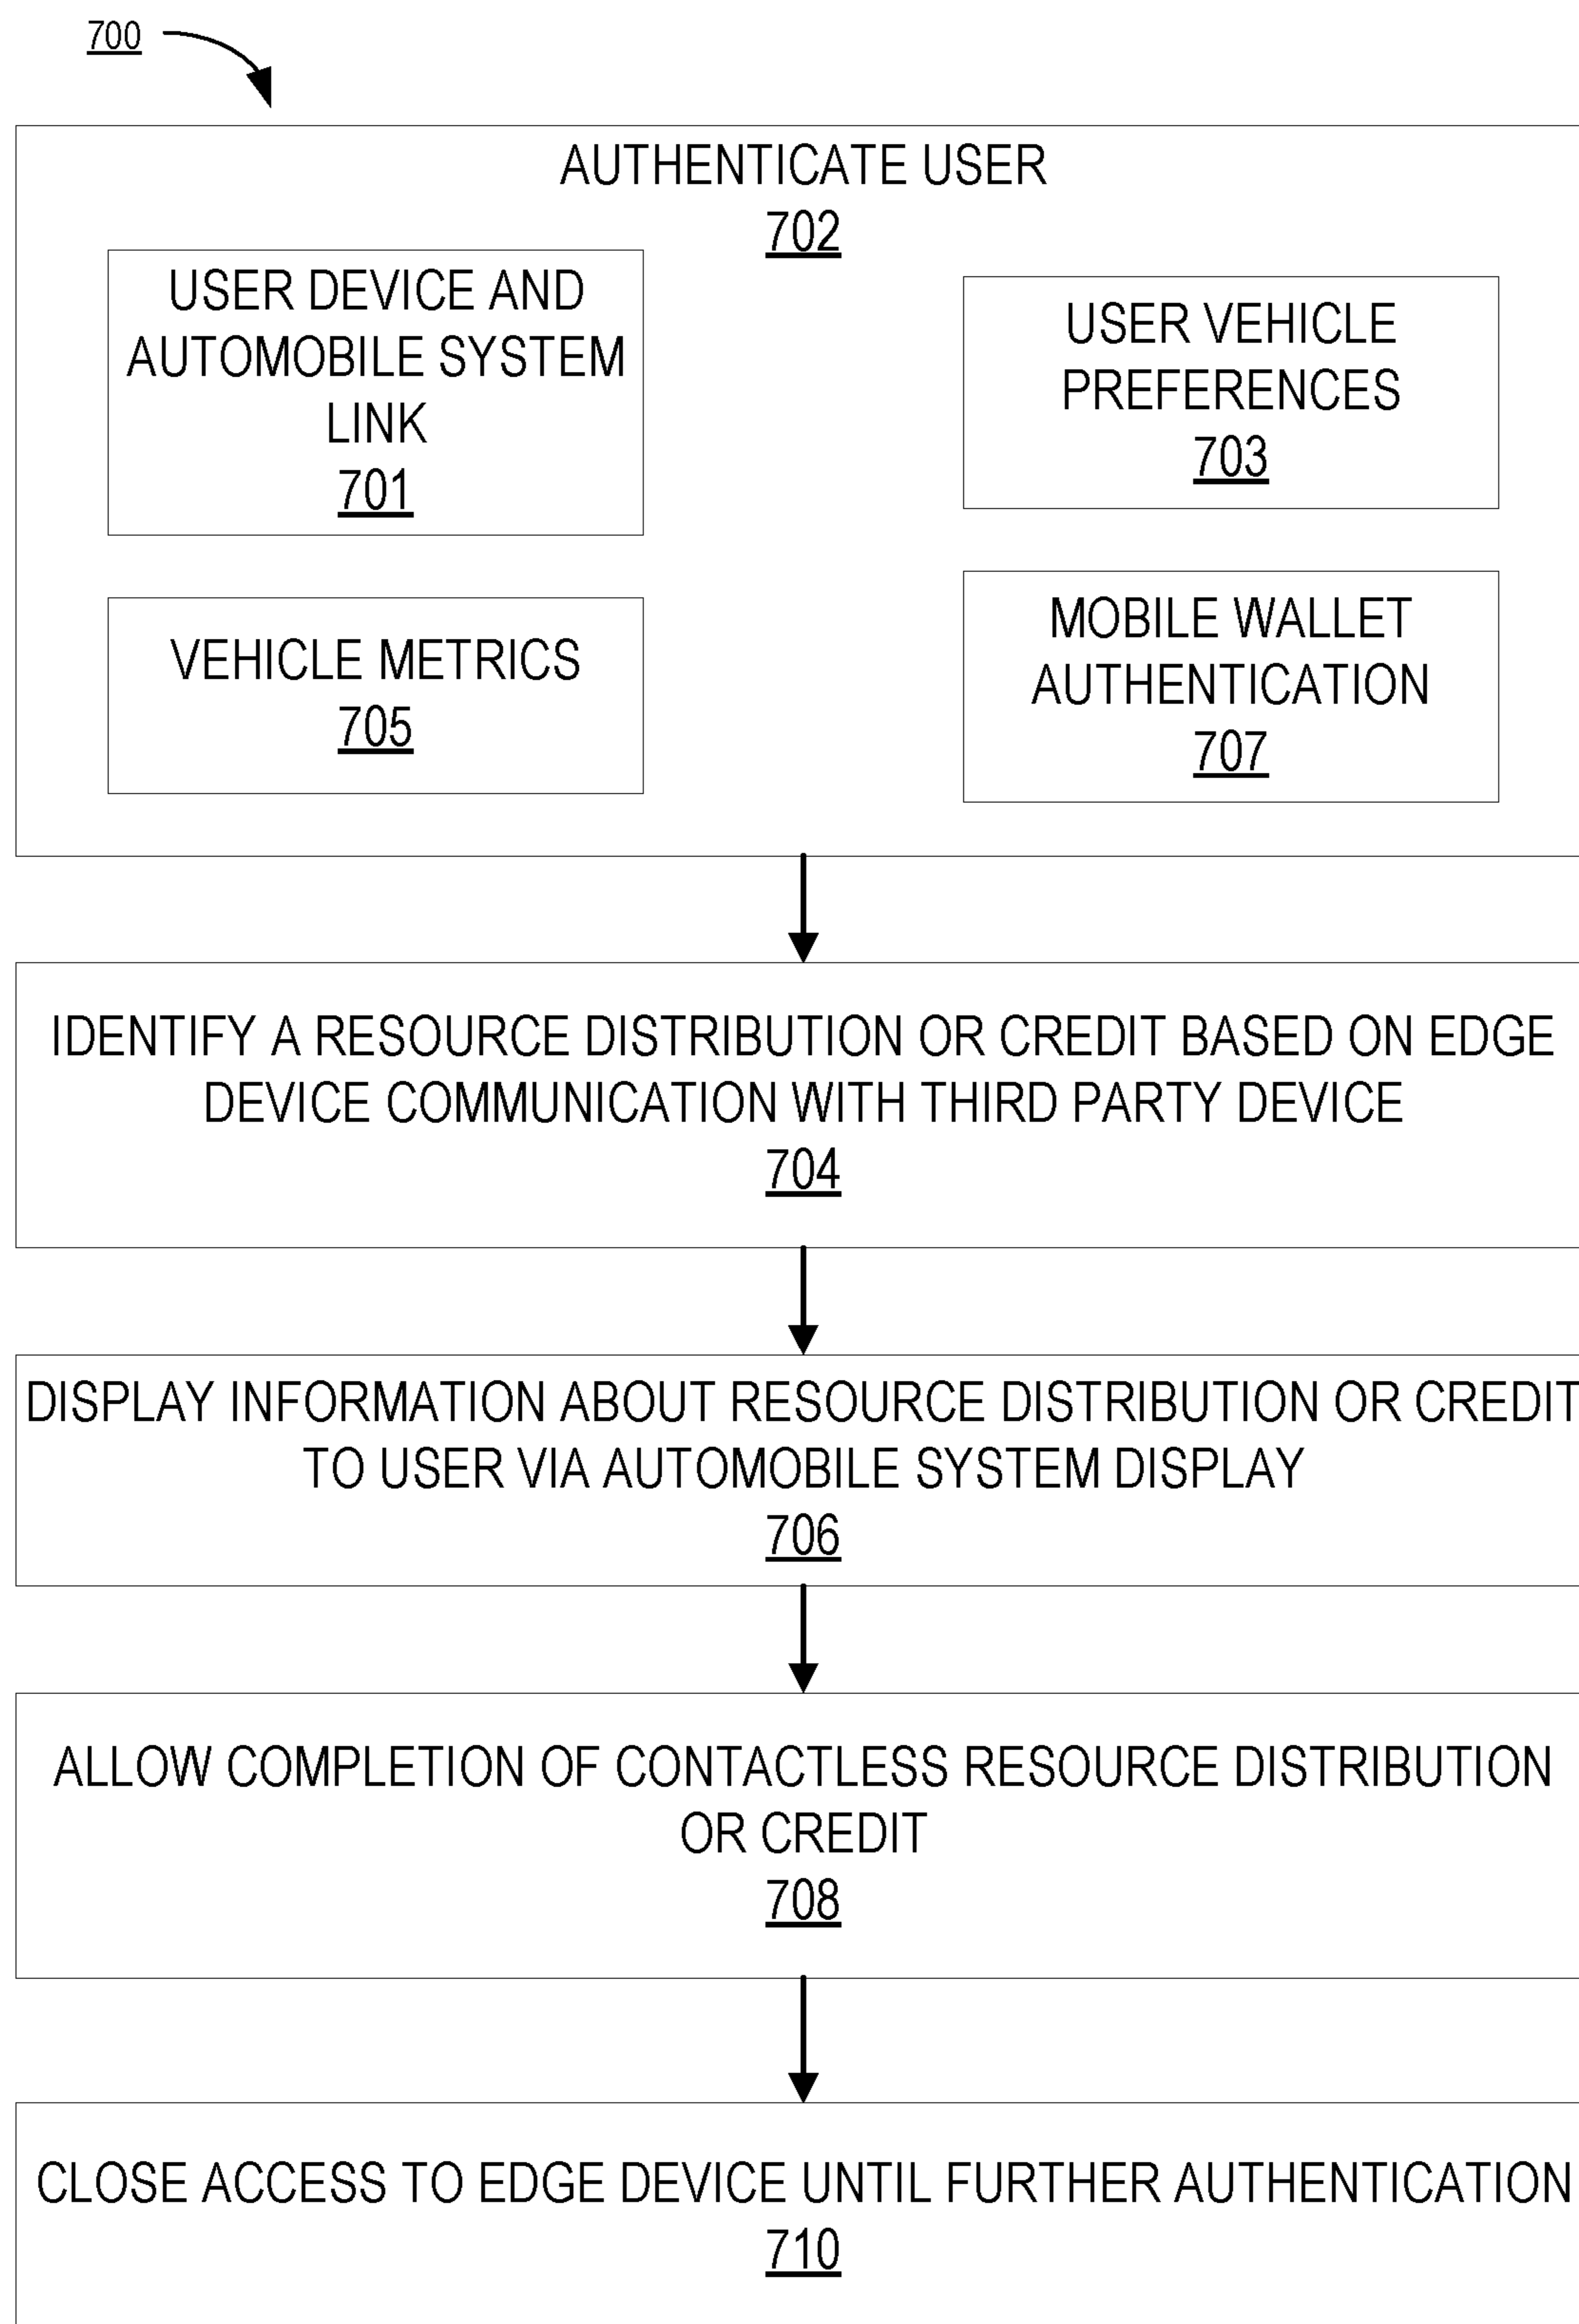 700
AUTHENTICATE USER
702
USER DEVICE AND
AUTOMOBILE SYSTEM
LINK
701
USER VEHICLE
PREFERENCES
703
VEHICLE METRICS
705
MOBILE WALLET
AUTHENTICATION
707
IDENTIFY A RESOURCE DISTRIBUTION OR CREDIT BASED ON EDGE
DEVICE COMMUNICATION WITH THIRD PARTY DEVICE
704
DISPLAY INFORMATION ABOUT RESOURCE DISTRIBUTION OR CREDIT
TO USER VIA AUTOMOBILE SYSTEM DISPLAY
706
ALLOW COMPLETION OF CONTACTLESS RESOURCE DISTRIBUTION
OR CREDIT
708
CLOSE ACCESS TO EDGE DEVICE UNTIL FURTHER AUTHENTICATION
710